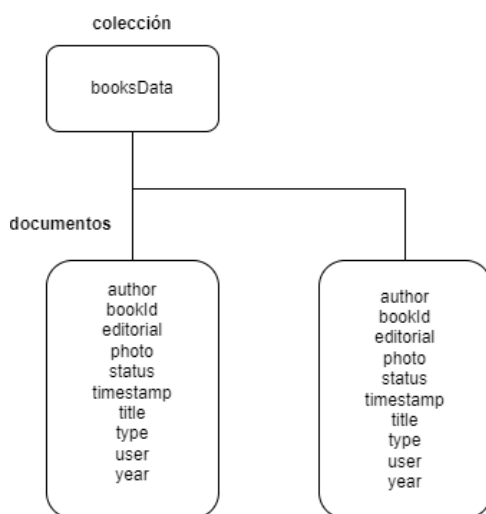 colección
booksData
documentos
author
bookId
editorial
photo
status
timestamp
title
type
user
year
author
bookId
editorial
photo
status
timestamp
title
type
user
year